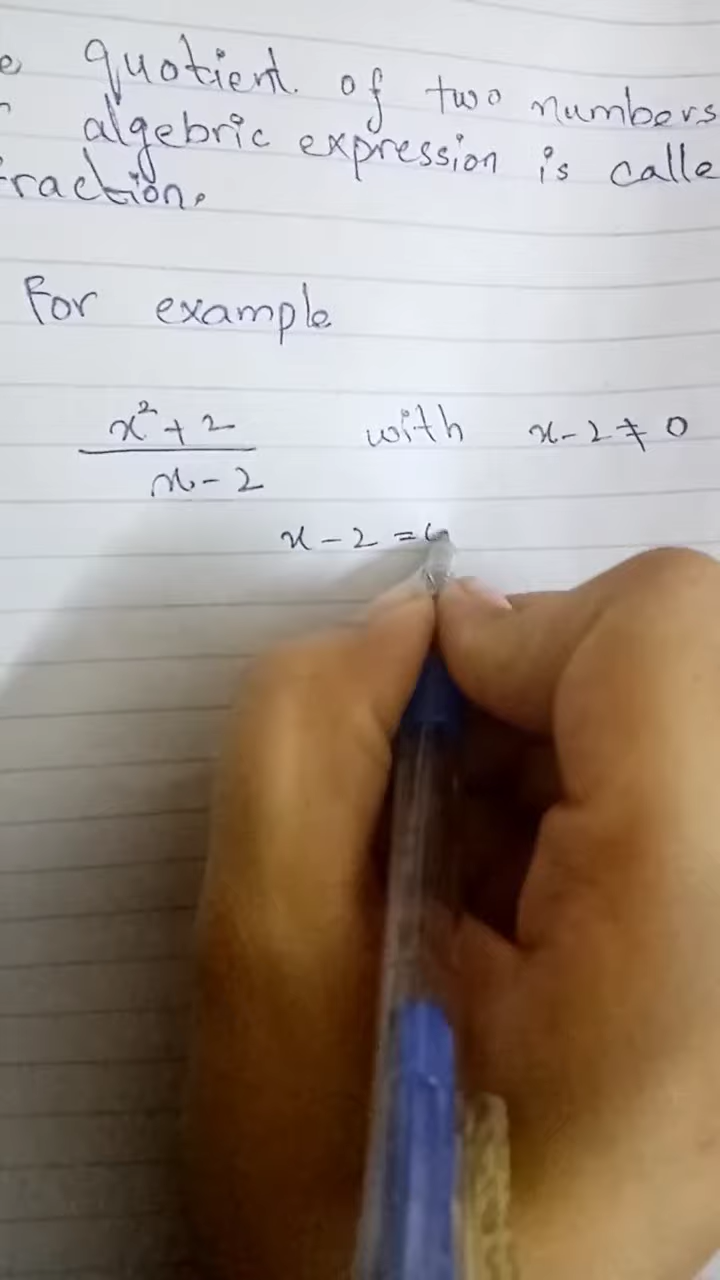 quotient of two numbers
algebric expression is calle
raction.
For example
x² + 2
x - 2
with x - 2 ≠ 0
x - 2 =